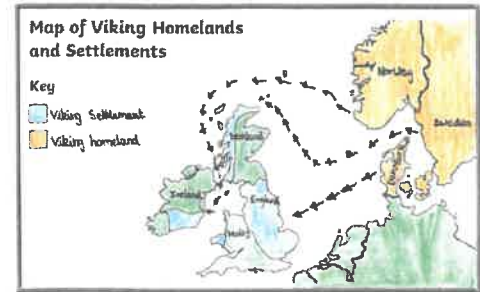 Map of Viking Homelands
and Settlements
Key
Viking Settlement
Viking homeland
Norway
Sweden
Scotland
Ireland
England
Wales